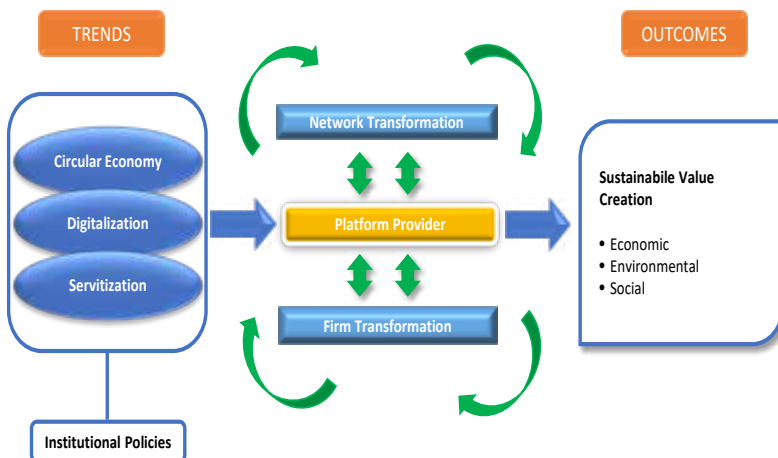 TRENDS
OUTCOMES
Network Transformation
Circular Economy
Digitalization
Servitization
Platform Provider
Firm Transformation
Sustainabile Value
Creation
• Economic
• Environmental
• Social
Institutional Policies